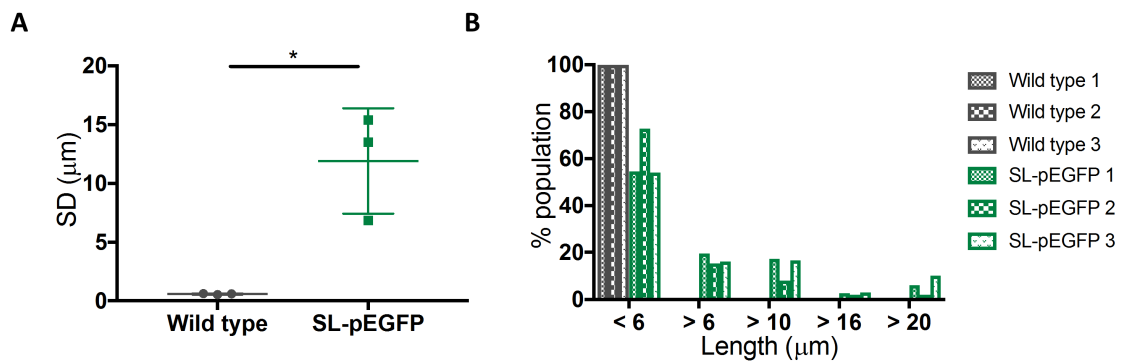 A
B
*
20
15
10
5
0
SD (μm)
Wild type
SL-pEGFP
100
80
60
40
20
0
% population
< 6
> 6
> 10
> 16
> 20
Length (μm)
Wild type 1
Wild type 2
Wild type 3
SL-pEGFP 1
SL-pEGFP 2
SL-pEGFP 3